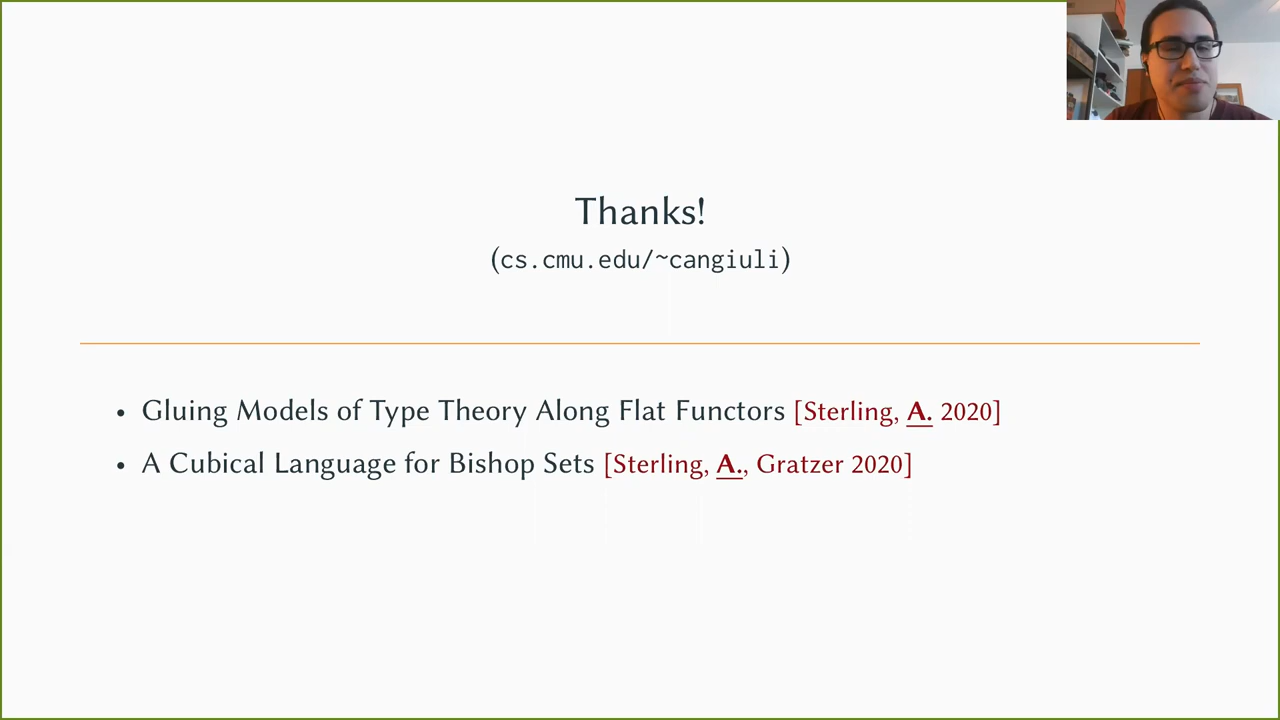 Thanks!
(cs.cmu.edu/~cangiuli)
• Gluing Models of Type Theory Along Flat Functors [Sterling, A. 2020]
• A Cubical Language for Bishop Sets [Sterling, A., Gratzer 2020]